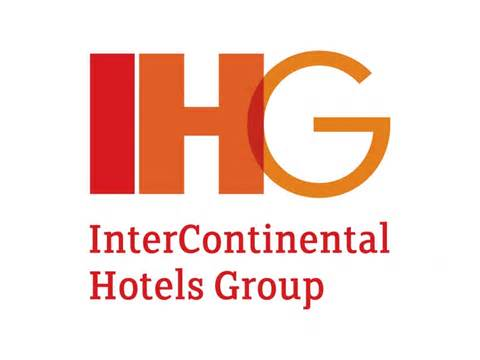 IHG
InterContinental
Hotels Group